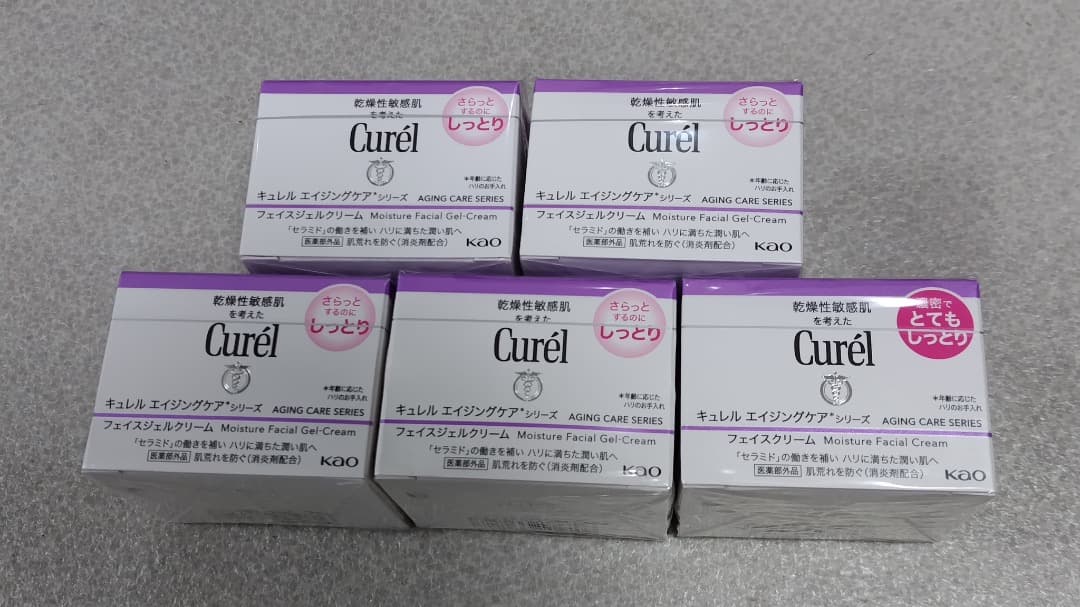 乾燥性敏感肌
を考えた
さらっと
するのに
しっとり
Curél
*年齢に応じた
ハリのお手入れ
キュレル エイジングケア*シリーズ AGING CARE SERIES
フェイスジェルクリーム Moisture Facial Gel-Cream
「セラミド」の働きを補い ハリに満ちた潤い肌へ
医薬部外品 肌荒れを防ぐ(消炎剤配合)
Kao
乾燥性敏感肌
を考えた
さらっと
するのに
しっとり
Curél
*年齢に応じた
ハリのお手入れ
キュレル エイジングケア*シリーズ AGING CARE SERIES
フェイスジェルクリーム Moisture Facial Gel-Cream
「セラミド」の働きを補い ハリに満ちた潤い肌へ
医薬部外品 肌荒れを防ぐ(消炎剤配合)
Kao
乾燥性敏感肌
を考えた
さらっと
するのに
しっとり
Curél
*年齢に応じた
ハリのお手入れ
キュレル エイジングケア*シリーズ AGING CARE SERIES
フェイスジェルクリーム Moisture Facial Gel-Cream
「セラミド」の働きを補い ハリに満ちた潤い肌へ
医薬部外品 肌荒れを防ぐ(消炎剤配合)
Kao
乾燥性敏感肌
を考えた
さらっと
するのに
しっとり
Curél
*年齢に応じた
ハリのお手入れ
キュレル エイジングケア*シリーズ AGING CARE SERIES
フェイスジェルクリーム Moisture Facial Gel-Cream
「セラミド」の働きを補い ハリに満ちた潤い肌へ
医薬部外品 肌荒れを防ぐ(消炎剤配合)
Kao
乾燥性敏感肌
を考えた
濃密で
とても
しっとり
Curél
*年齢に応じた
ハリのお手入れ
キュレル エイジングケア*シリーズ AGING CARE SERIES
フェイスクリーム Moisture Facial Cream
「セラミド」の働きを補い ハリに満ちた潤い肌へ
医薬部外品 肌荒れを防ぐ(消炎剤配合)
Kao